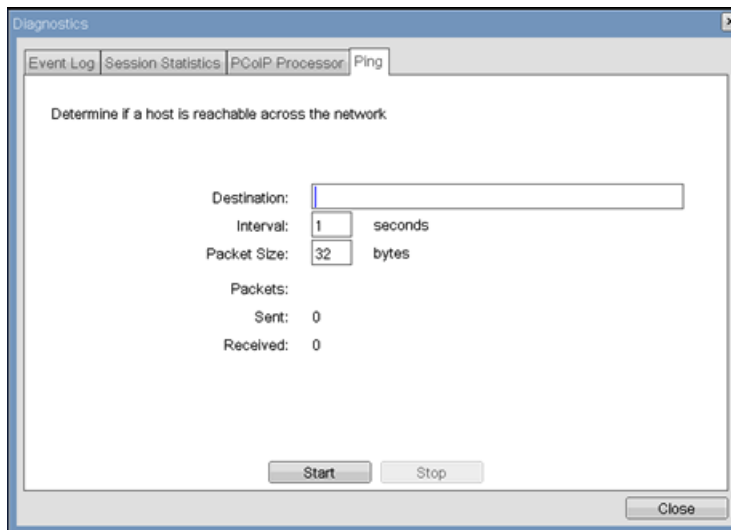 Diagnostics
Event Log Session Statistics PCoIP Processor Ping
Determine if a host is reachable across the network
Destination:
Interval: 1 seconds
Packet Size: 32 bytes
Packets:
Sent: 0
Received: 0
Start Stop
Close